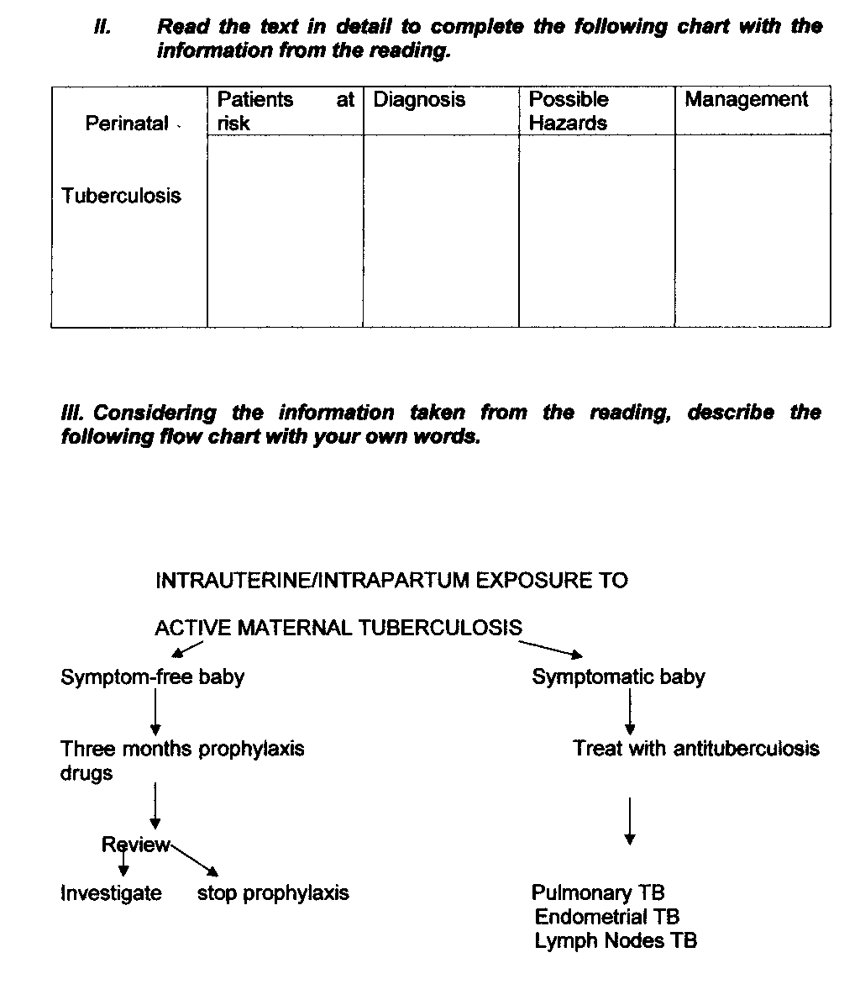 II. Read the text in detail to complete the following chart with the
information from the reading.
Perinatal
Tuberculosis
Patients at
risk
Diagnosis
Possible
Hazards
Management
III. Considering the information taken from the reading, describe the
following flow chart with your own words.
INTRAUTERINE/INTRAPARTUM EXPOSURE TO
ACTIVE MATERNAL TUBERCULOSIS
Symptom-free baby
Symptomatic baby
Three months prophylaxis
drugs
Treat with antituberculosis
Review
Investigate stop prophylaxis
Pulmonary TB
Endometrial TB
Lymph Nodes TB